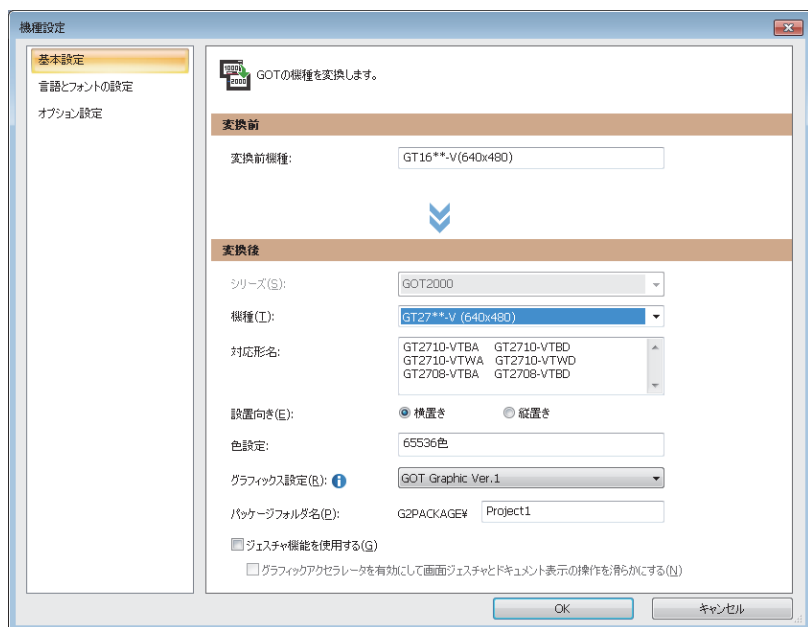 機種設定
基本設定
言語とフォントの設定
オプション設定
1000
2000
GOTの機種を変換します。
変換前
変換前機種:
GT16**-V(640x480)
変換後
シリーズ(S):
GOT2000
機種(T):
GT27**-V (640x480)
対応形名:
GT2710-VTBA GT2710-VTBD
GT2710-VTWA GT2710-VTWD
GT2708-VTBA GT2708-VTBD
設置向き(E):
横置き 縦置き
色設定:
65536色
グラフィックス設定(R):
GOT Graphic Ver.1
パッケージフォルダ名(P):
G2PACKAGE¥ Project1
ジェスチャ機能を使用する(G)
グラフィックアクセラレータを有効にして画面ジェスチャとドキュメント表示の操作を滑らかにする(N)
OK キャンセル